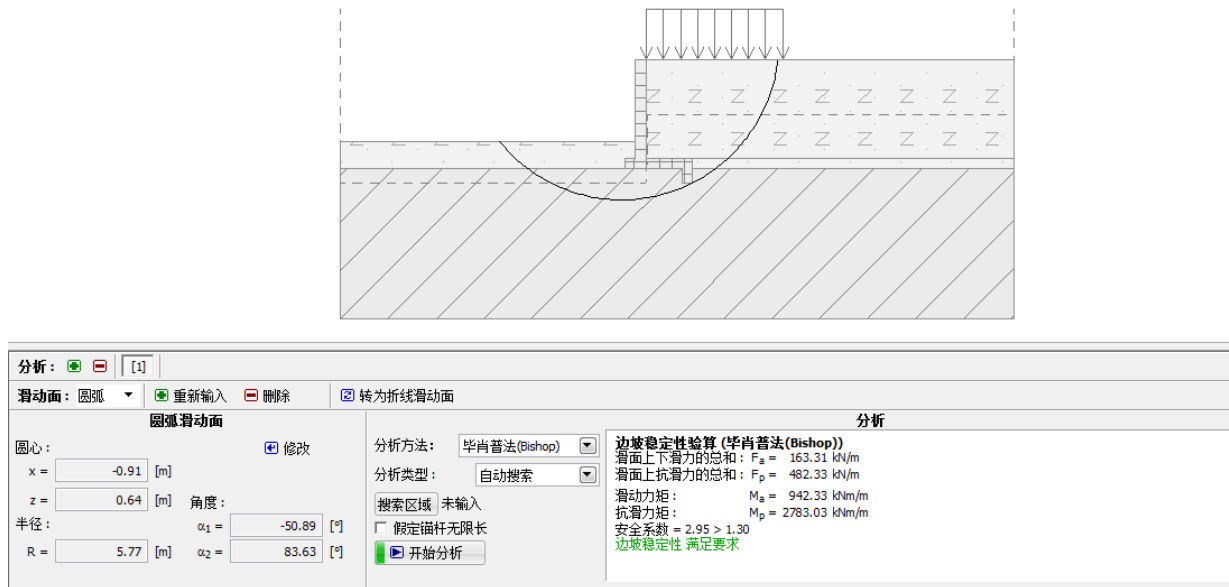 分析: [1]
滑动面: 圆弧 重新输入 删除 转为折线滑动面
圆弧滑动面
圆心:
修改
x = -0.91 [m]
z = 0.64 [m] 角度:
半径: α1 = -50.89 [°]
R = 5.77 [m] α2 = 83.63 [°]
分析方法: 毕肖普法(Bishop)
分析类型: 自动搜索
搜索区域 未输入
假定锚杆无限长
开始分析
分析
边坡稳定性验算 (毕肖普法(Bishop))
滑面上下滑力的总和: Fa = 163.31 kN/m
滑面上抗滑力的总和: Fp = 482.33 kN/m
滑动力矩: Ma = 942.33 kNm/m
抗滑力矩: Mp = 2783.03 kNm/m
安全系数 = 2.95 > 1.30
边坡稳定性 满足要求